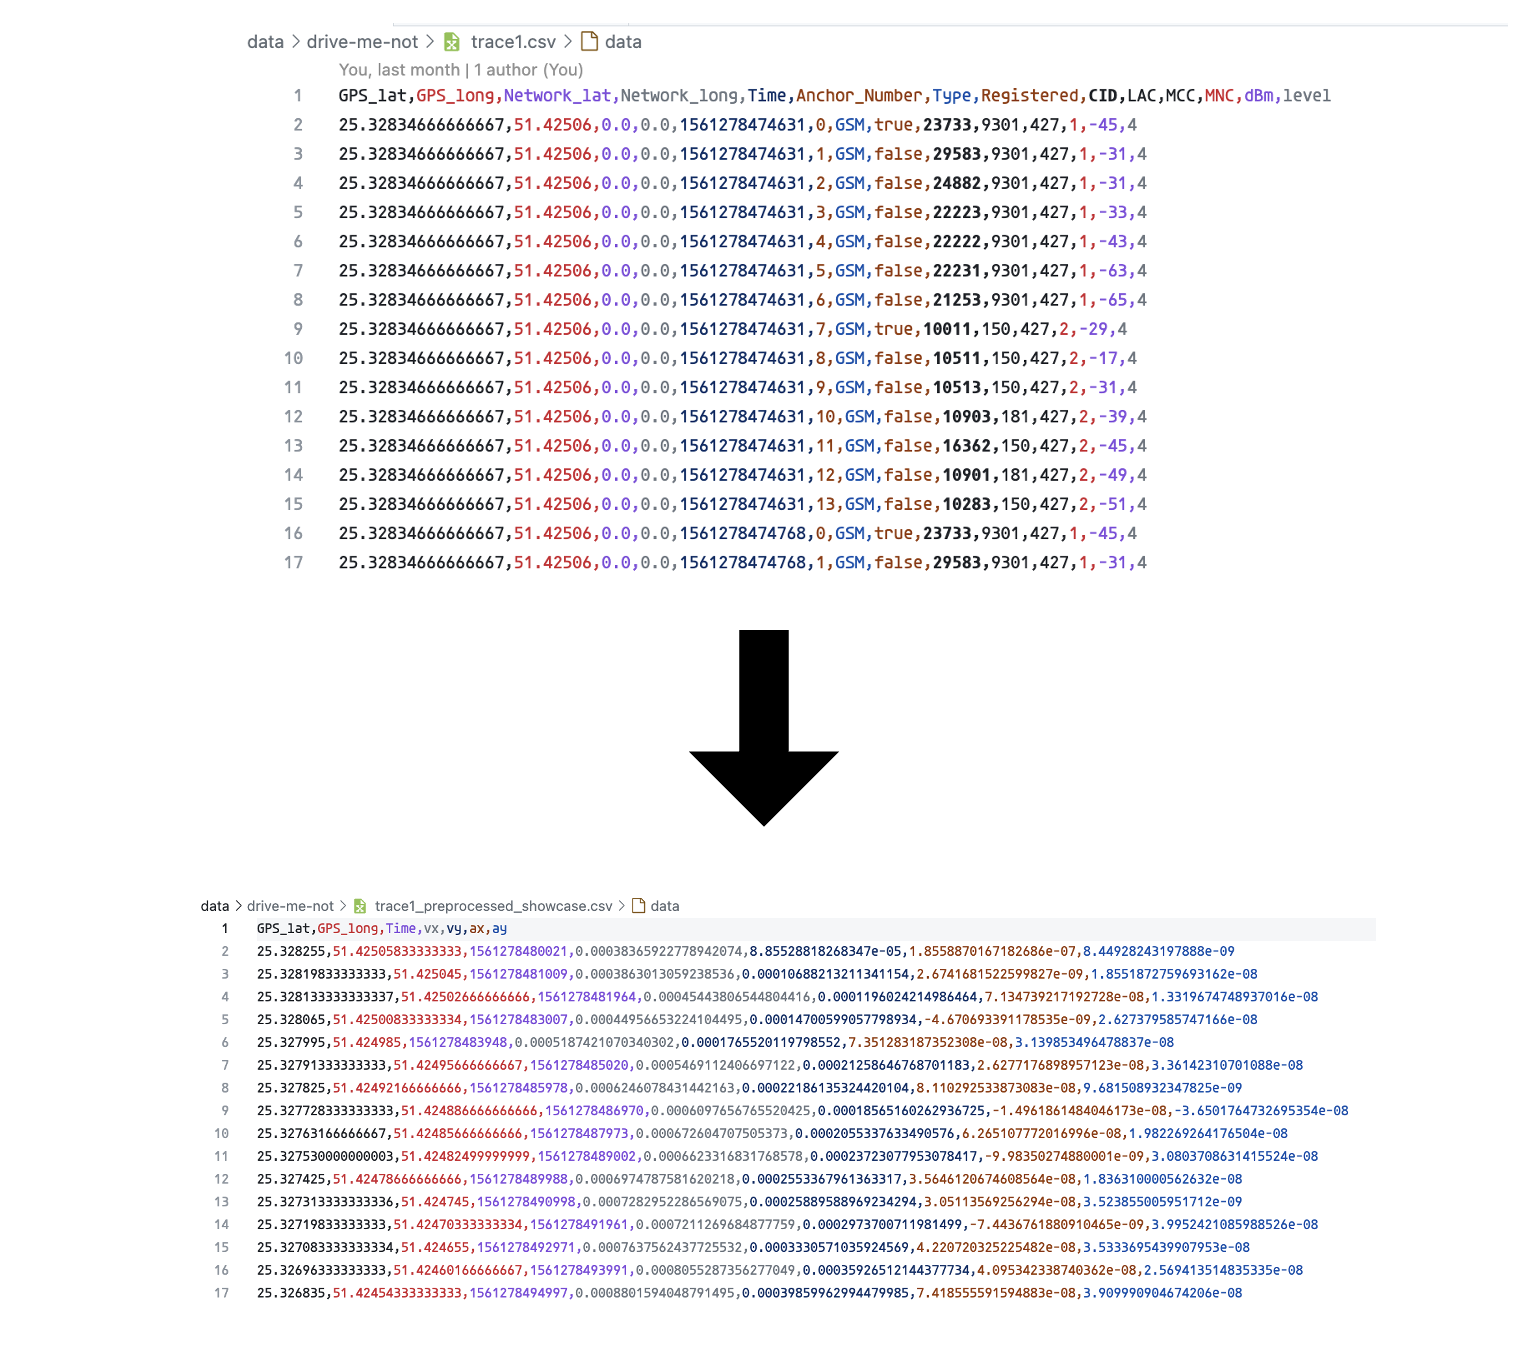 data > drive-me-not > trace1.csv > data
You, last month | 1 author (You)
1 GPS_lat,GPS_long,Network_lat,Network_long,Time,Anchor_Number,Type,Registered,CID,LAC,MCC,MNC,dBm,level
2 25.32834666666667,51.42506,0.0,0.0,1561278474631,0,GSM,true,23733,9301,427,1,-45,4
3 25.32834666666667,51.42506,0.0,0.0,1561278474631,1,GSM,false,29583,9301,427,1,-31,4
4 25.32834666666667,51.42506,0.0,0.0,1561278474631,2,GSM,false,24882,9301,427,1,-31,4
5 25.32834666666667,51.42506,0.0,0.0,1561278474631,3,GSM,false,22223,9301,427,1,-33,4
6 25.32834666666667,51.42506,0.0,0.0,1561278474631,4,GSM,false,22222,9301,427,1,-43,4
7 25.32834666666667,51.42506,0.0,0.0,1561278474631,5,GSM,false,22231,9301,427,1,-63,4
8 25.32834666666667,51.42506,0.0,0.0,1561278474631,6,GSM,false,21253,9301,427,1,-65,4
9 25.32834666666667,51.42506,0.0,0.0,1561278474631,7,GSM,true,10011,150,427,2,-29,4
10 25.32834666666667,51.42506,0.0,0.0,1561278474631,8,GSM,false,10511,150,427,2,-17,4
11 25.32834666666667,51.42506,0.0,0.0,1561278474631,9,GSM,false,10513,150,427,2,-31,4
12 25.32834666666667,51.42506,0.0,0.0,1561278474631,10,GSM,false,10903,181,427,2,-39,4
13 25.32834666666667,51.42506,0.0,0.0,1561278474631,11,GSM,false,16362,150,427,2,-45,4
14 25.32834666666667,51.42506,0.0,0.0,1561278474631,12,GSM,false,10901,181,427,2,-49,4
15 25.32834666666667,51.42506,0.0,0.0,1561278474631,13,GSM,false,10283,150,427,2,-51,4
16 25.32834666666667,51.42506,0.0,0.0,1561278474768,0,GSM,true,23733,9301,427,1,-45,4
17 25.32834666666667,51.42506,0.0,0.0,1561278474768,1,GSM,false,29583,9301,427,1,-31,4
data > drive-me-not > trace1_preprocessed_showcase.csv > data
1 GPS_lat,GPS_long,Time,vx,vy,ax,ay
2 25.328255,51.42505833333333,1561278480021,0.00038365922778942074,8.85528818268347e-05,1.8558870167182686e-07,8.44928243197888e-09
3 25.32819833333333,51.425045,1561278481009,0.0003863013059238536,0.00010688213211341154,2.6741681522599827e-09,1.8551872759693162e-08
4 25.328133333333337,51.42502666666666,1561278481964,0.00045443806544804416,0.0001196024214986464,7.134739217192728e-08,1.3319674748937016e-08
5 25.328065,51.42500833333334,1561278483007,0.00044956653224104495,0.00014700599057798934,-4.670693391178535e-09,2.627379585747166e-08
6 25.327995,51.424985,1561278483948,0.0005187421070340302,0.0001765520119798552,7.351283187352308e-08,3.139853496478837e-08
7 25.327913333333333,51.42495666666667,1561278485020,0.0005469112406697122,0.00021258646768701183,2.6277176898957123e-08,3.36142310701088e-08
8 25.327825,51.42492166666666,1561278485978,0.0006246078431442163,0.00022186135324420104,8.110292533873083e-08,9.681508932347825e-09
9 25.327728333333333,51.424886666666666,1561278486970,0.0006097656765520425,0.00018565160262936725,-1.4961861484046173e-08,-3.6501764732695354e-08
10 25.32763166666667,51.42485666666666,1561278487973,0.000672604707505373,0.0002055337633490576,6.265107772016996e-08,1.982269264176504e-08
11 25.327530000000003,51.42482499999999,1561278489002,0.0006623316831768578,0.00023723077953078417,-9.98350274880001e-09,3.0803708631415524e-08
12 25.327425,51.42478666666666,1561278489988,0.0006974787581620218,0.0002553367961363317,3.5646120674608564e-08,1.836310000562632e-08
13 25.327313333333336,51.424745,1561278490998,0.0007282952286569075,0.00025889588969234294,3.05113569256294e-08,3.523855005951712e-09
14 25.32719833333333,51.42470333333334,1561278491961,0.0007211269684877759,0.0002973700711981499,-7.4436761880910465e-09,3.9952421085988526e-08
15 25.327083333333334,51.424655,1561278492971,0.0007637562437725532,0.0003330571035924569,4.220720325225482e-08,3.5333695439907953e-08
16 25.32696333333333,51.42460166666667,1561278493991,0.0008055287356277049,0.00035926512144377734,4.095342338740362e-08,2.569413514835335e-08
17 25.326835,51.42454333333333,1561278494997,0.0008801594048791495,0.00039859962994479985,7.418555591594883e-08,3.909990904674206e-08